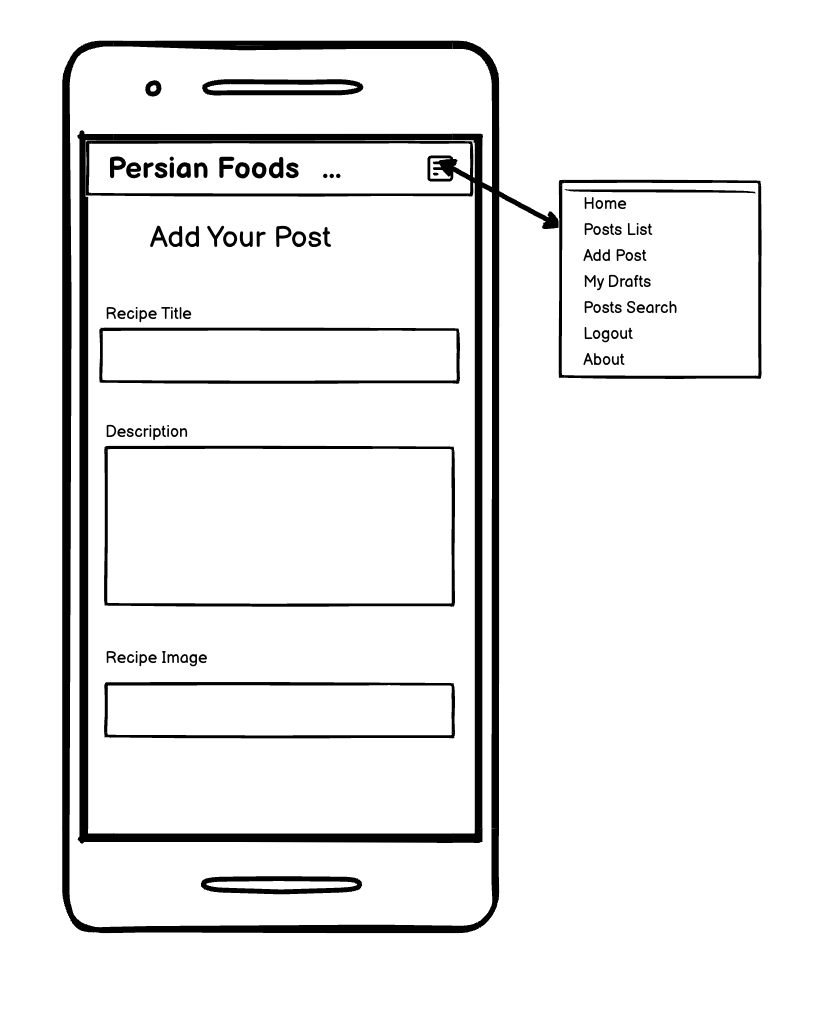 Persian Foods ...
Add Your Post
Recipe Title
Description
Recipe Image
Home
Posts List
Add Post
My Drafts
Posts Search
Logout
About